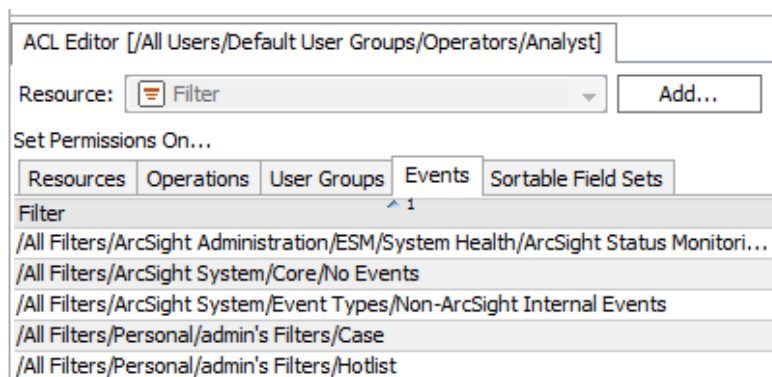 ACL Editor [/All Users/Default User Groups/Operators/Analyst]
Resource: Filter Add...
Set Permissions On...
Resources Operations User Groups Events Sortable Field Sets
Filter 1
/All Filters/ArcSight Administration/ESM/System Health/ArcSight Status Monitori...
/All Filters/ArcSight System/Core/No Events
/All Filters/ArcSight System/Event Types/Non-ArcSight Internal Events
/All Filters/Personal/admin's Filters/Case
/All Filters/Personal/admin's Filters/Hotlist